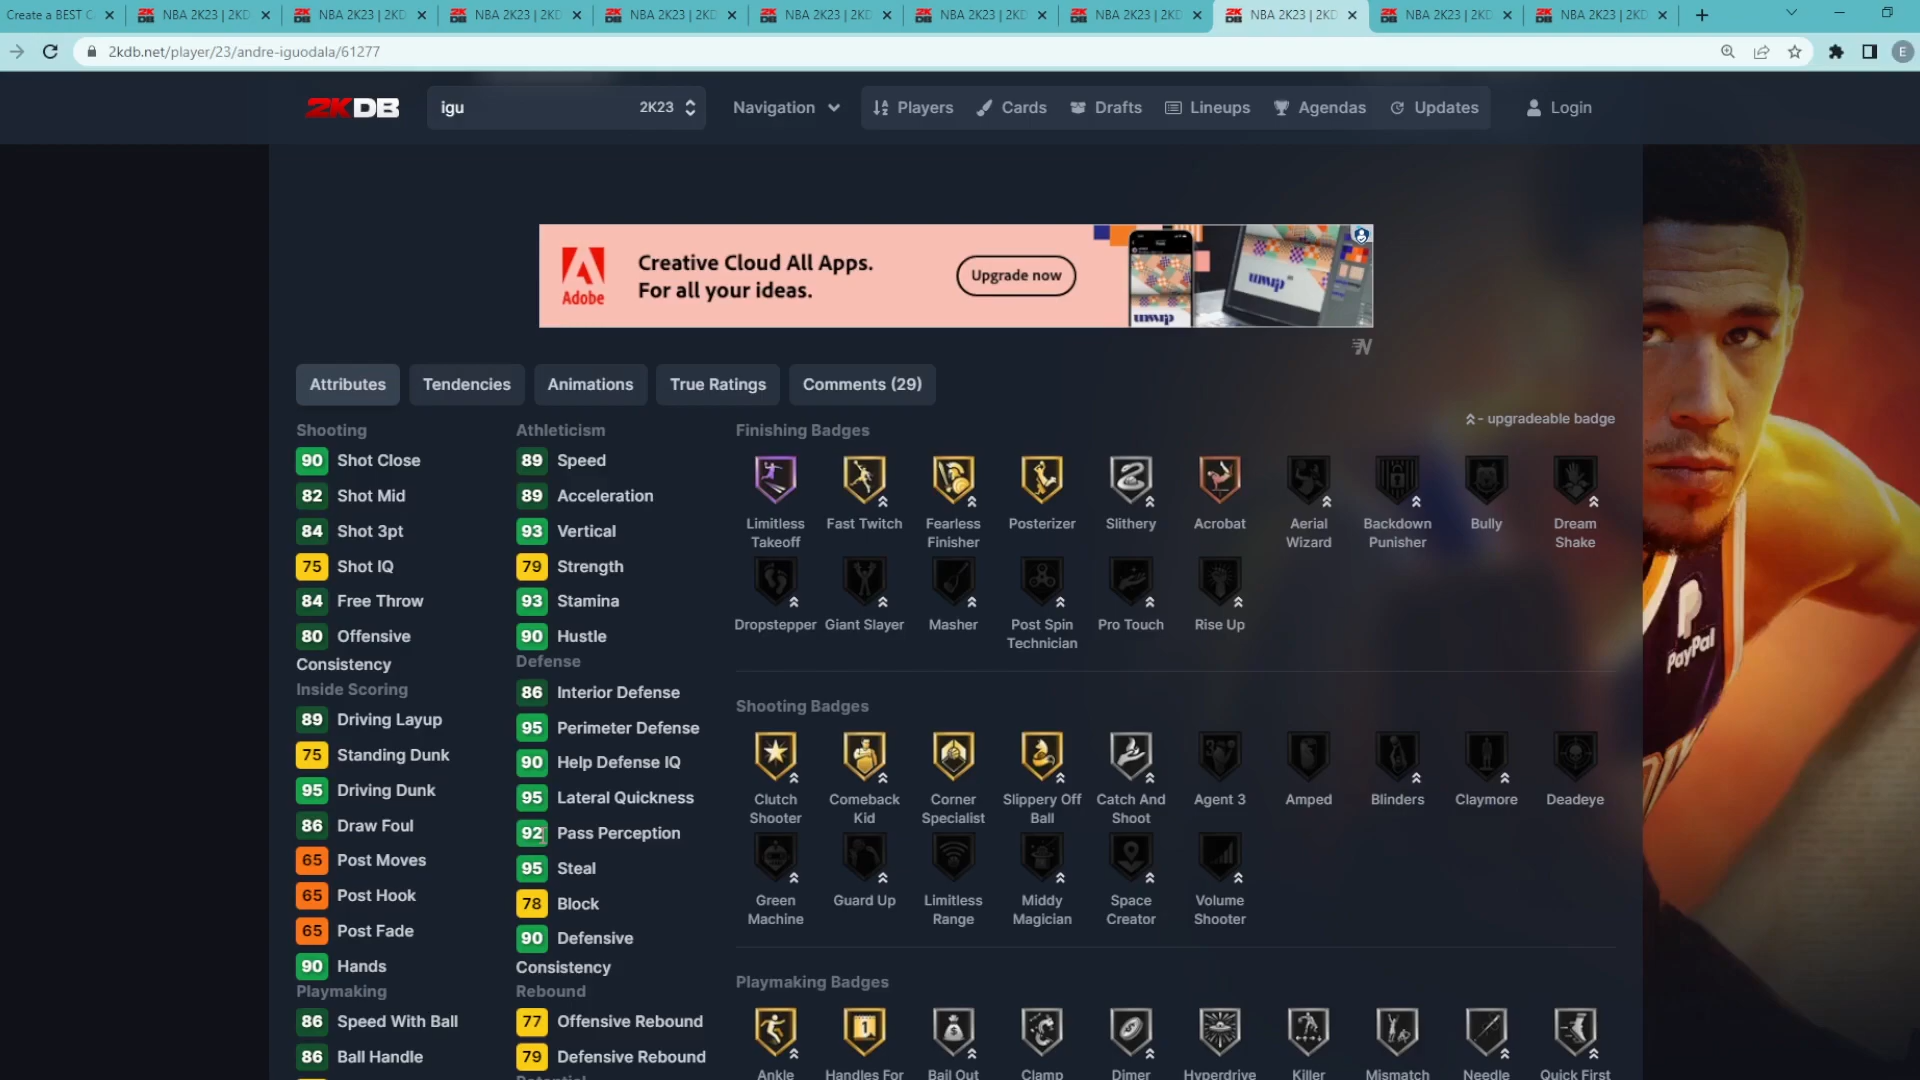 Create a BEST C
NBA 2K23 | 2KD
NBA 2K23 | 2KD
NBA 2K23 | 2KD
NBA 2K23 | 2KD
NBA 2K23 | 2KD
NBA 2K23 | 2KD
NBA 2K23 | 2KD
NBA 2K23 | 2KD
NBA 2K23 | 2KD
NBA 2K23 | 2KD
2kdb.net/player/23/andre-iguodala/61277
E
2KDB
igu
2K23
Navigation
Players
Cards
Drafts
Lineups
Agendas
Updates
Login
Adobe
Creative Cloud All Apps.
For all your ideas.
Upgrade now
Attributes
Tendencies
Animations
True Ratings
Comments (29)
- upgradeable badge
Shooting
90 Shot Close
82 Shot Mid
84 Shot 3pt
75 Shot IQ
84 Free Throw
80 Offensive
Consistency
Inside Scoring
89 Driving Layup
75 Standing Dunk
95 Driving Dunk
86 Draw Foul
65 Post Moves
65 Post Hook
65 Post Fade
90 Hands
Playmaking
86 Speed With Ball
86 Ball Handle
Athleticism
89 Speed
89 Acceleration
93 Vertical
79 Strength
93 Stamina
90 Hustle
Defense
86 Interior Defense
95 Perimeter Defense
90 Help Defense IQ
95 Lateral Quickness
92 Pass Perception
95 Steal
78 Block
90 Defensive
Consistency
Rebound
77 Offensive Rebound
79 Defensive Rebound
Potential
Finishing Badges
Limitless
Takeoff
Fast Twitch
Fearless
Finisher
Posterizer
Slithery
Acrobat
Aerial
Wizard
Backdown
Punisher
Bully
Dream
Shake
Dropstepper
Giant Slayer
Masher
Post Spin
Technician
Pro Touch
Rise Up
Shooting Badges
Clutch
Shooter
Comeback
Kid
Corner
Specialist
Slippery Off
Ball
Catch And
Shoot
Agent 3
Amped
Blinders
Claymore
Deadeye
Green
Machine
Guard Up
Limitless
Range
Middy
Magician
Space
Creator
Volume
Shooter
Playmaking Badges
Ankle
Handles For
Bail Out
Clamp
Dimer
Hyperdrive
Killer
Mismatch
Needle
Quick First
PayPal